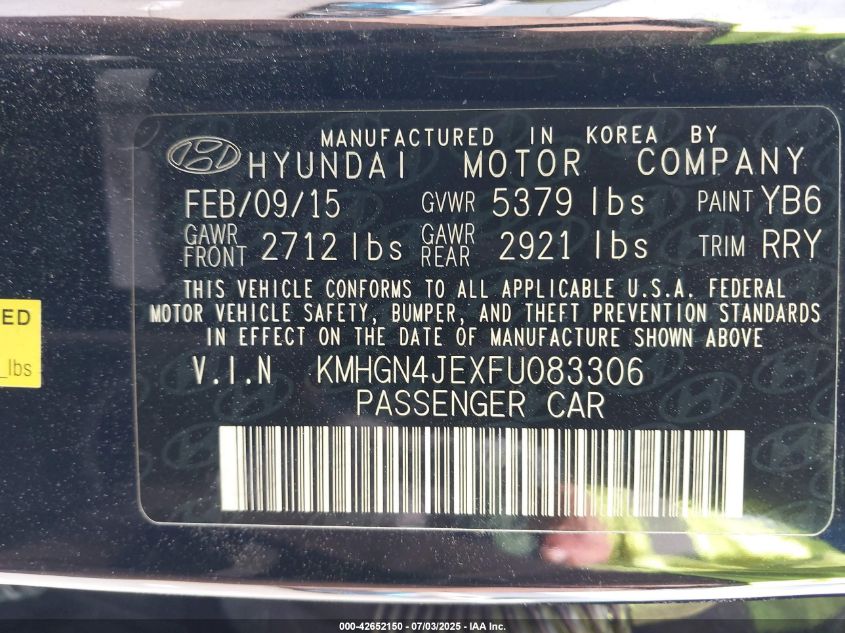 MANUFACTURED IN KOREA BY
HYUNDAI MOTOR COMPANY
FEB/09/15 GVWR 5379 lbs PAINT YB6
GAWR FRONT 2712 lbs GAWR REAR 2921 lbs TRIM RRY
THIS VEHICLE CONFORMS TO ALL APPLICABLE U.S.A. FEDERAL
MOTOR VEHICLE SAFETY, BUMPER, AND THEFT PREVENTION STANDARDS
IN EFFECT ON THE DATE OF MANUFACTURE SHOWN ABOVE
V.I.N KMHGN4JEXFU083306
PASSENGER CAR
ED
lbs
000-42652150 - 07/03/2025 - IAA Inc.